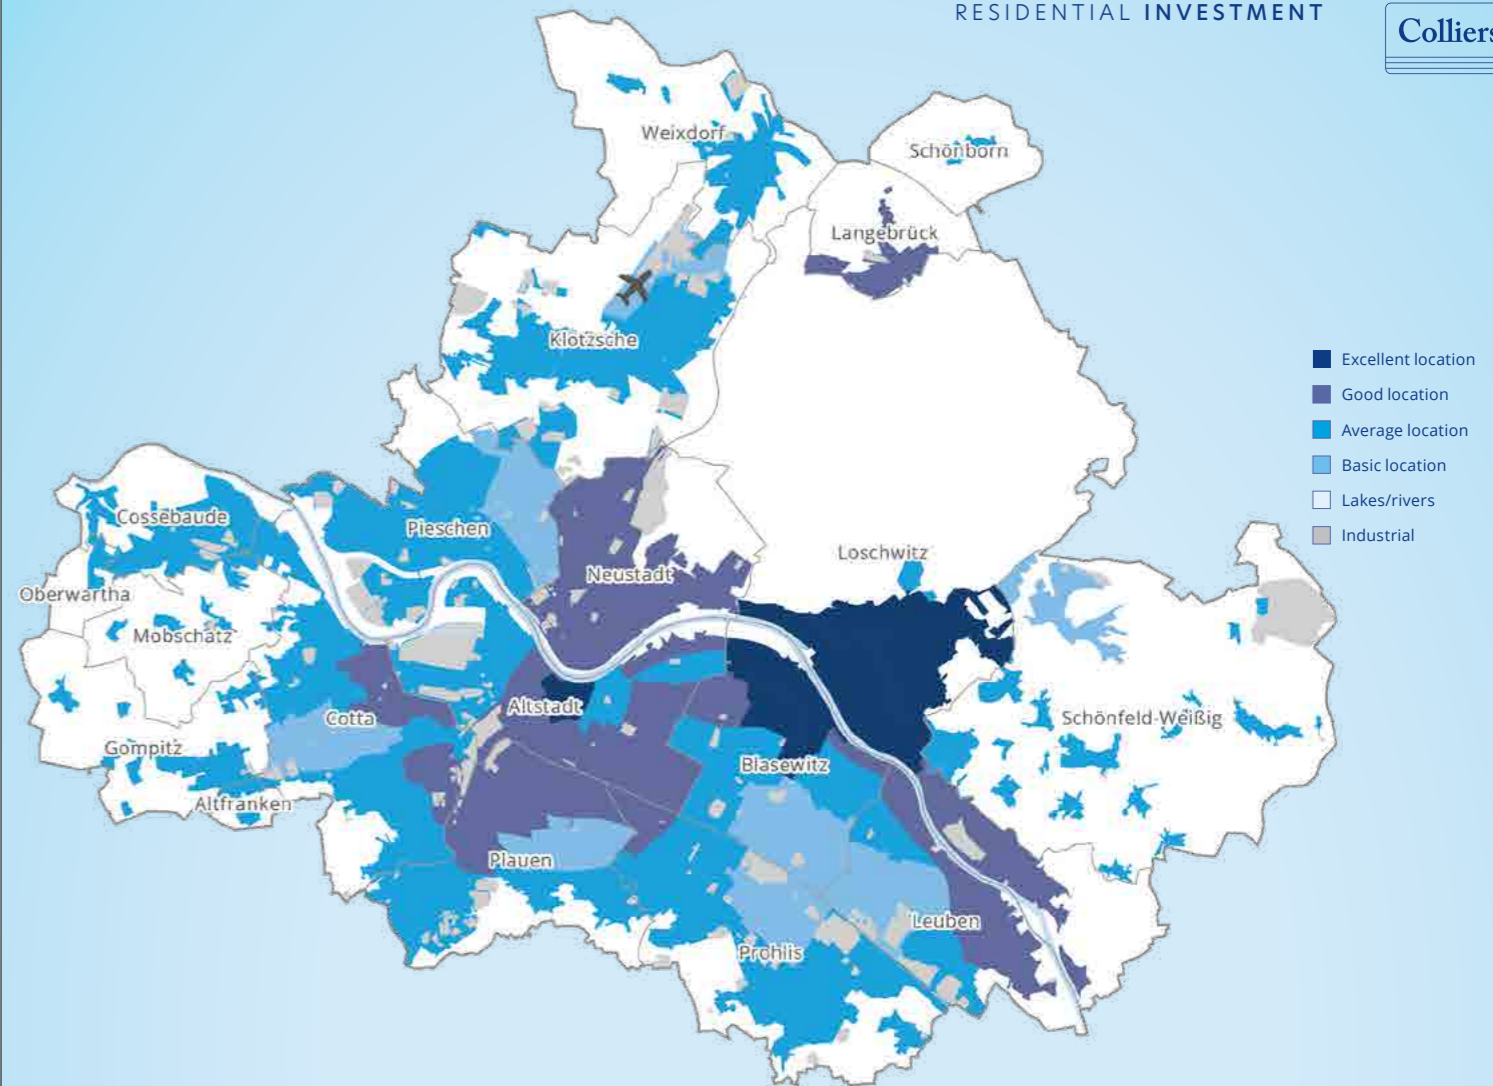 RESIDENTIAL INVESTMENT
Colliers
Weixdorf
Schönborn
Langebrück
Klotzsche
Excellent location
Good location
Average location
Basic location
Lakes/rivers
Industrial
Cossebaude
Pieschen
Loschwitz
Neustadt
Oberwartha
Mobschatz
Altstadt
Cotta
Schönfeld-Weißig
Gompitz
Blasewitz
Altfranken
Plauen
Leuben
Prohlis